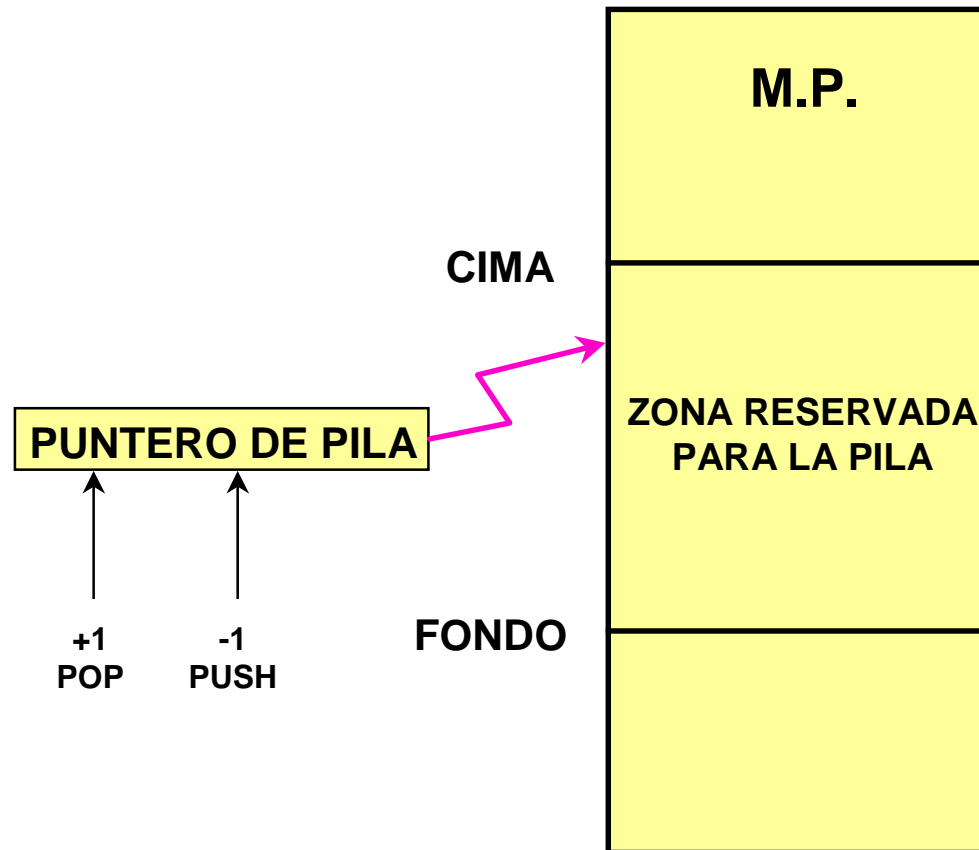 M.P.
CIMA
ZONA RESERVADA
PARA LA PILA
PUNTERO DE PILA
+1
POP
-1
PUSH
FONDO